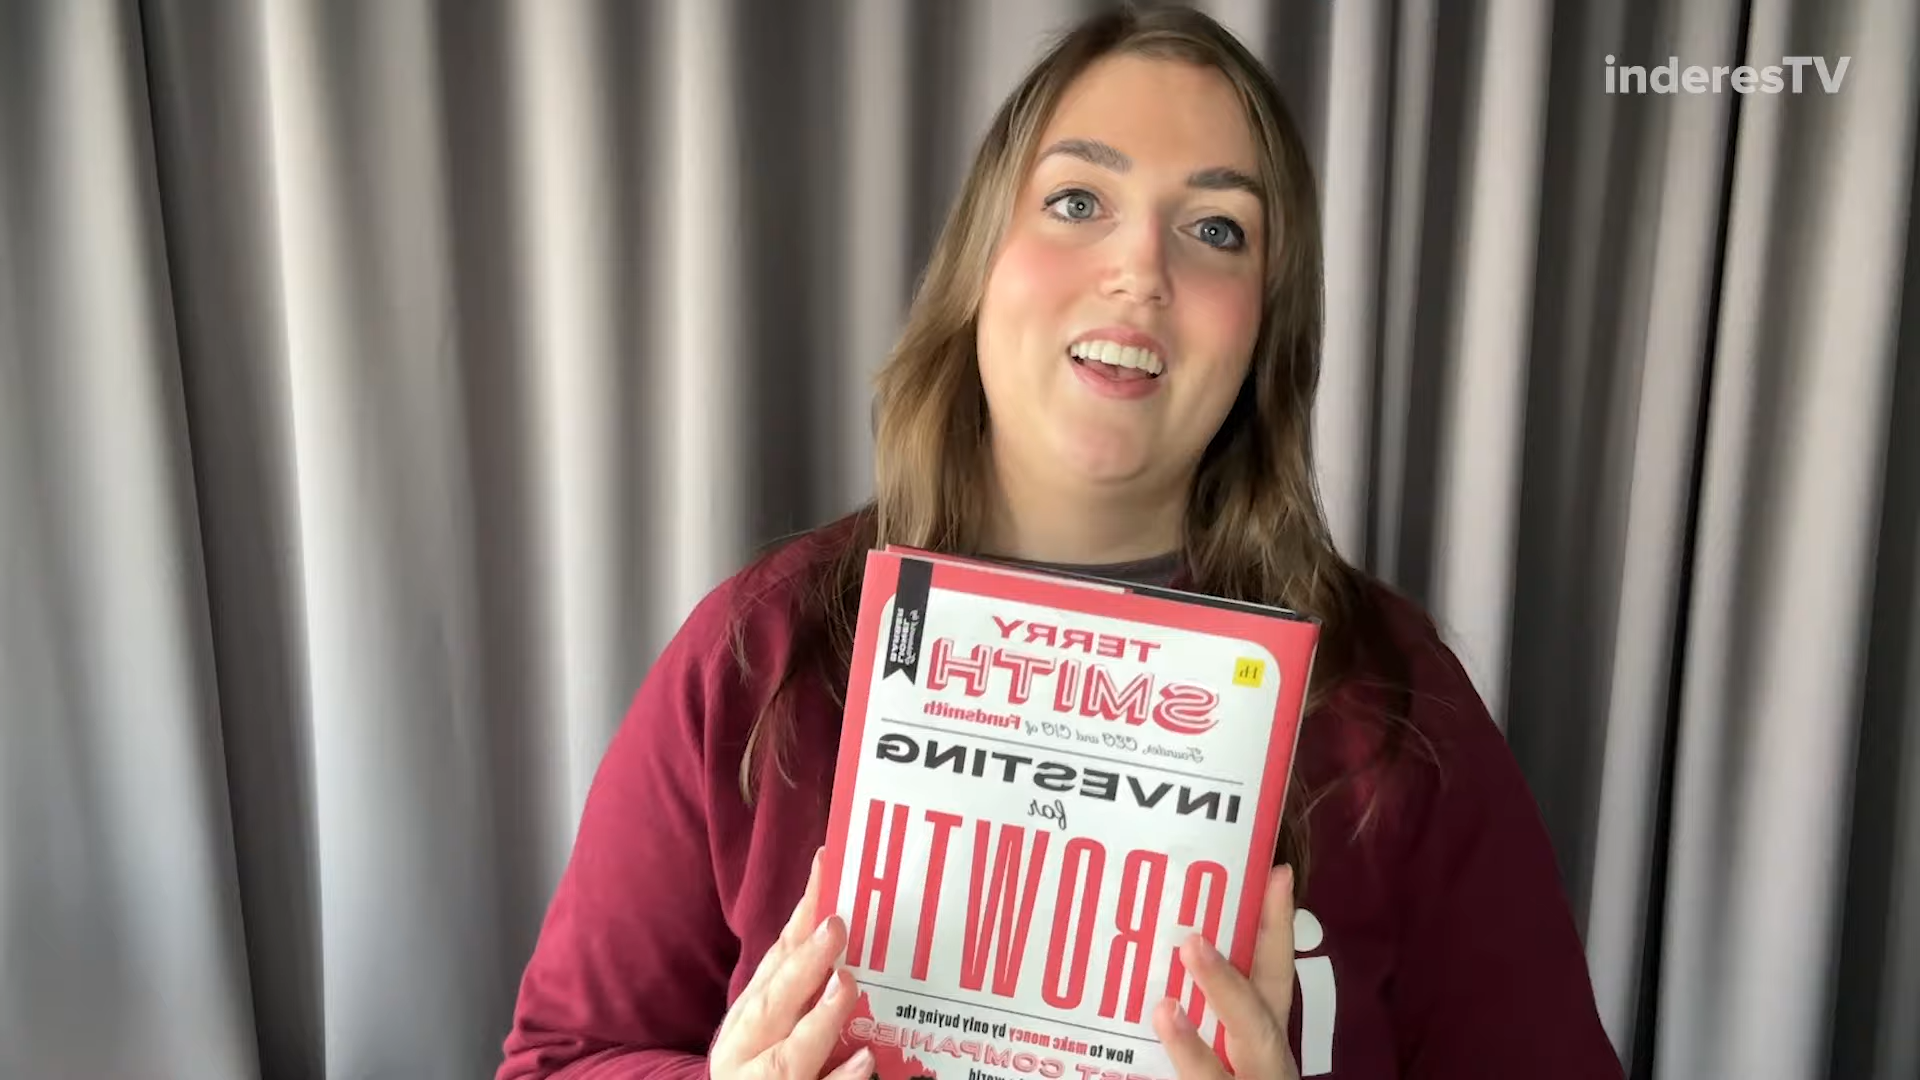 inderesTV
TERRY
SMITH
Founder, CEO and CIO of Fundsmith
INVESTING
for
GROWTH
How to make money by only buying the
COMPANIES
world
i